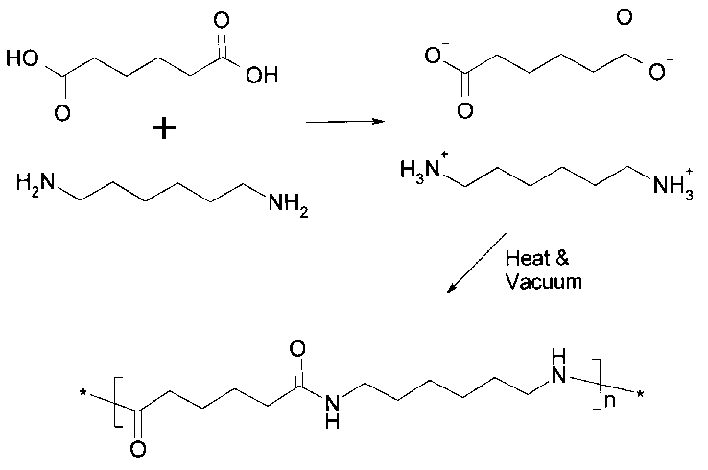 O
HO
OH
O
+
H₂N
NH₂
O
O⁻
O⁻
O
H₃N⁺
NH₃⁺
Heat &
Vacuum
O
H
N
*
[
]
n
*
N
H
O